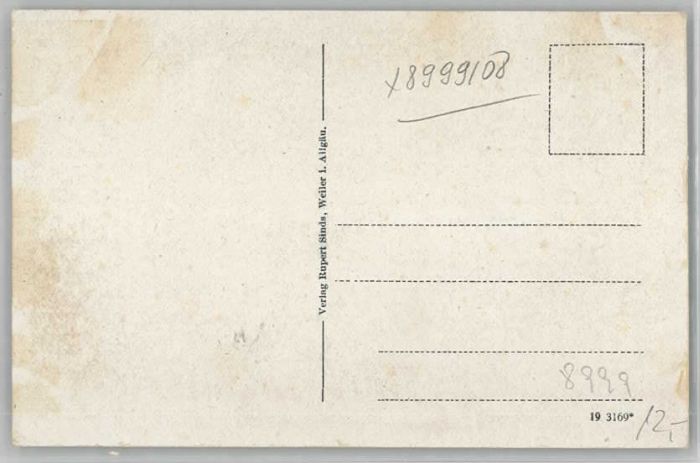 x8999108
Verlag Rupert Sinds, Weiler i. Allgäu.
8999
19 3169*
12,-